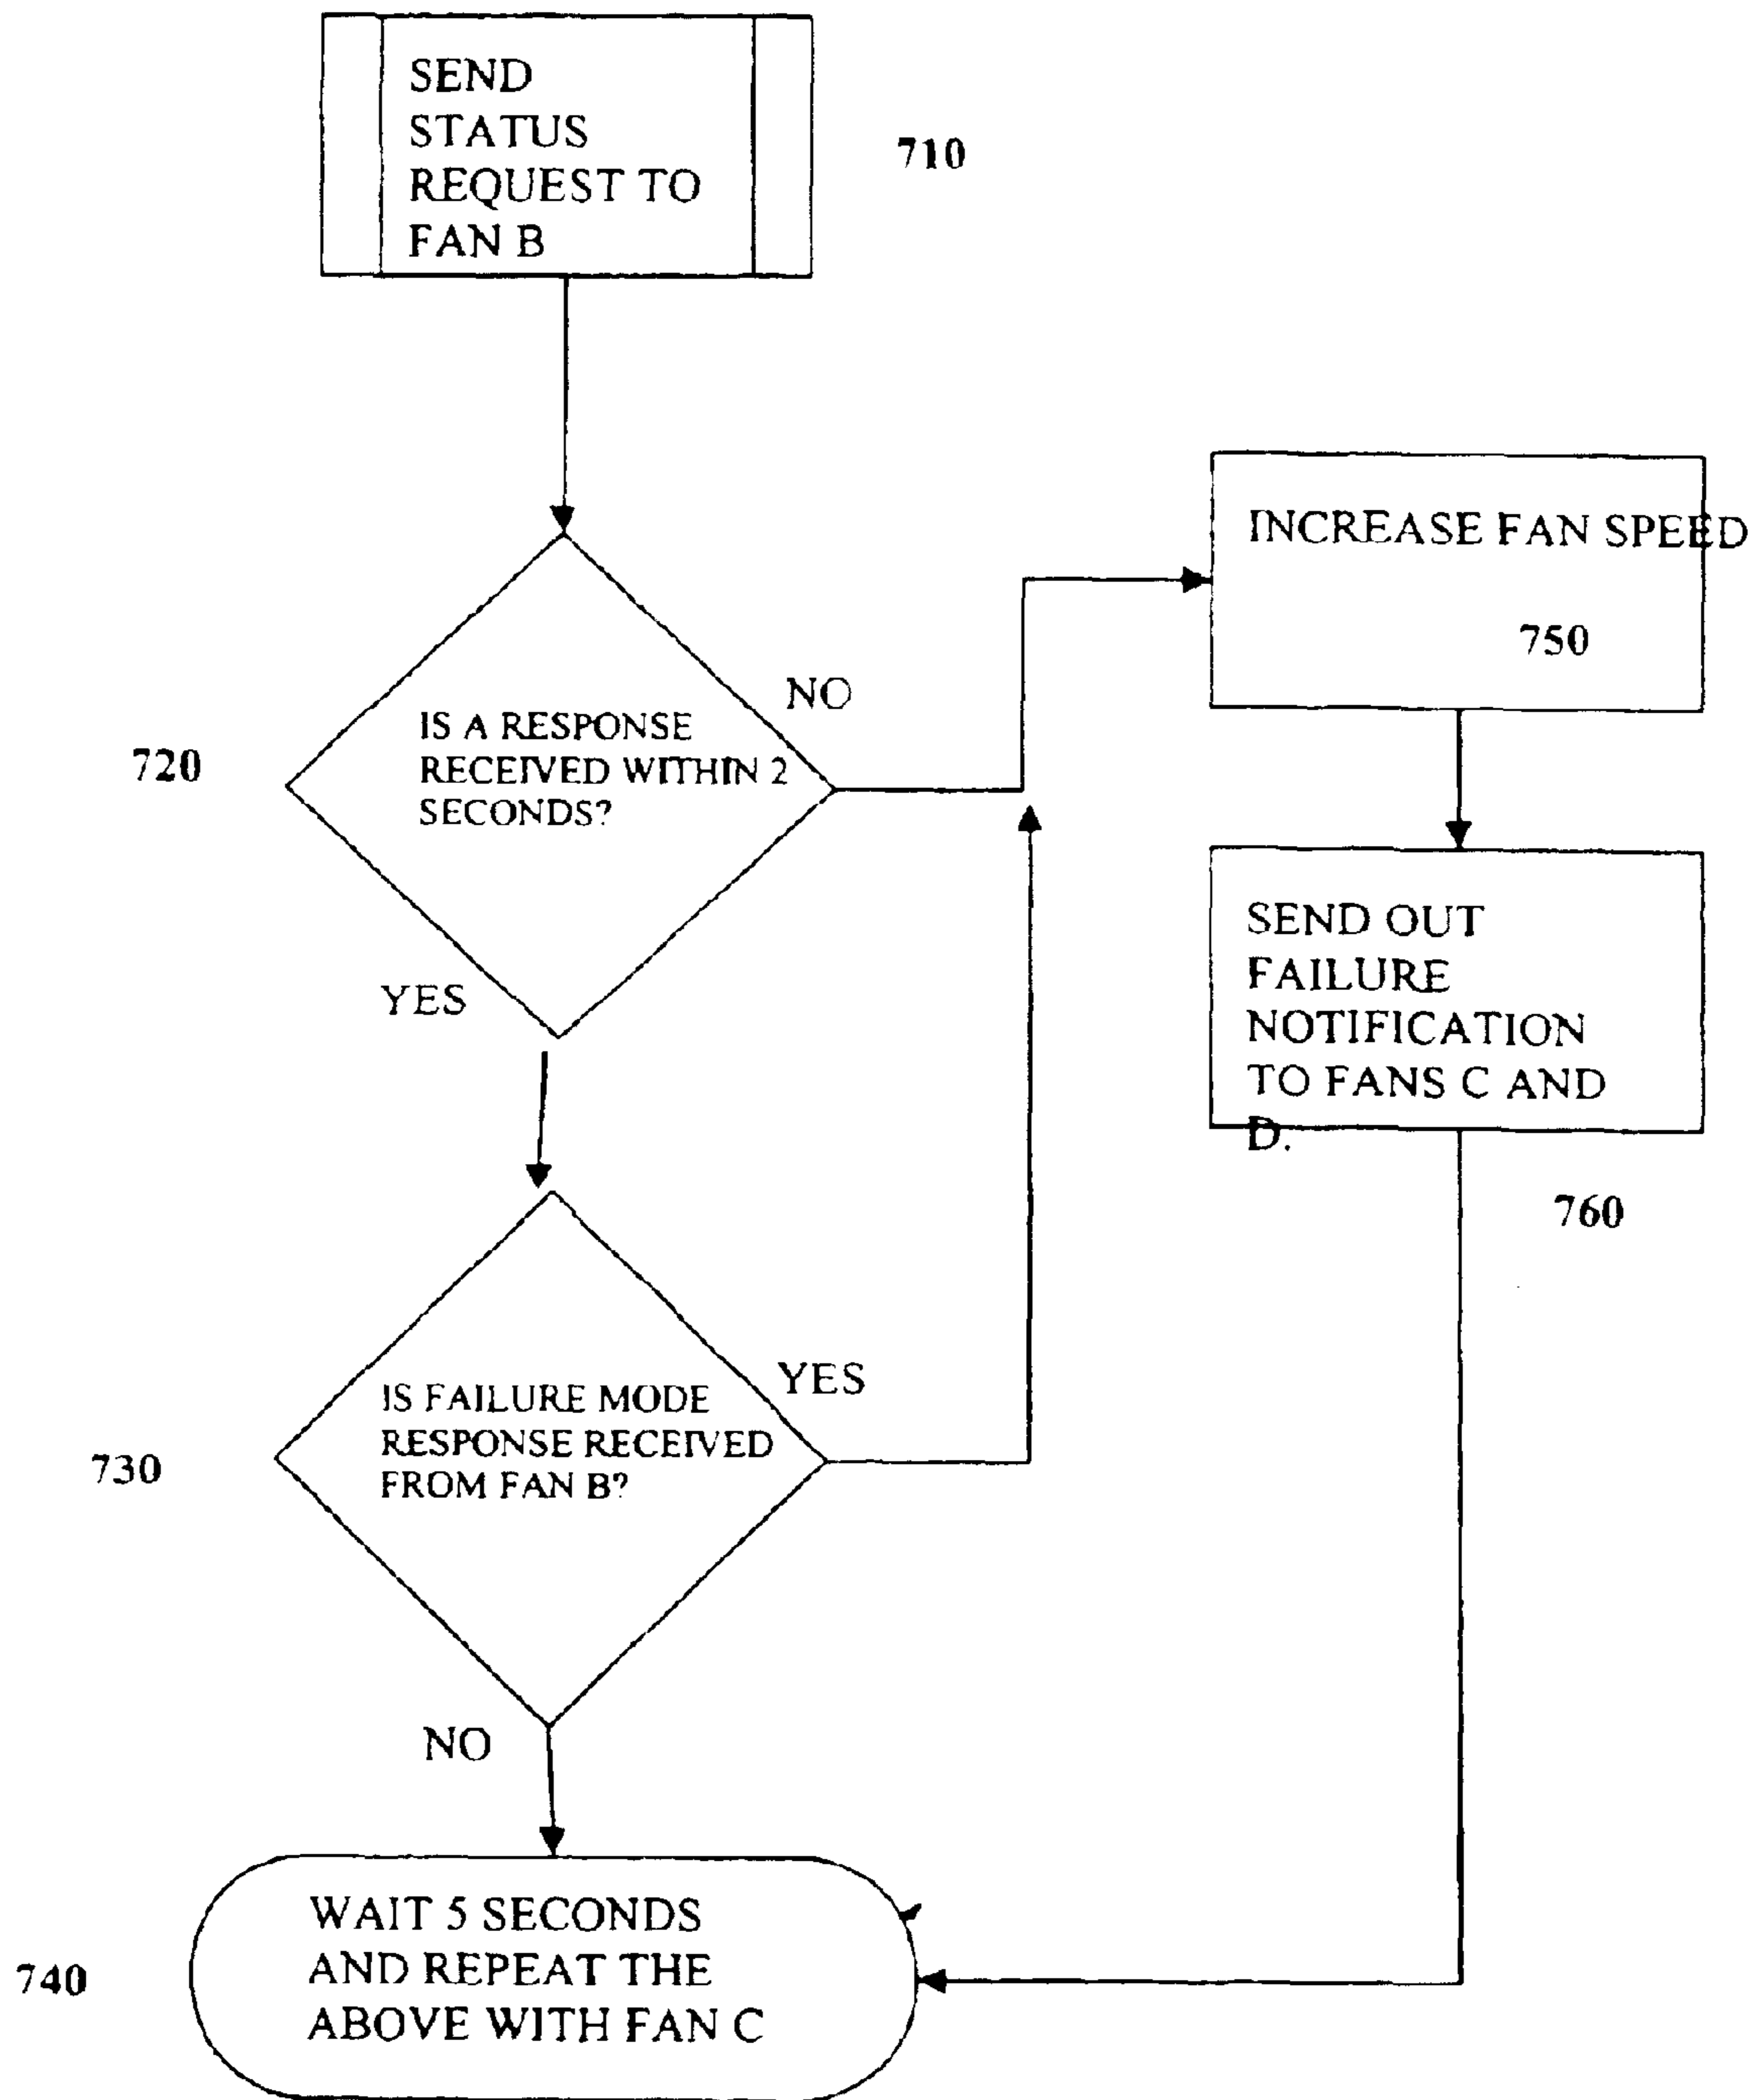 SEND
STATUS
REQUEST TO
FAN B
710
INCREASE FAN SPEED
750
NO
IS A RESPONSE
RECEIVED WITHIN 2
SECONDS?
720
YES
SEND OUT
FAILURE
NOTIFICATION
TO FANS C AND
D.
760
YES
IS FAILURE MODE
RESPONSE RECEIVED
FROM FAN B?
730
NO
WAIT 5 SECONDS
AND REPEAT THE
ABOVE WITH FAN C
740